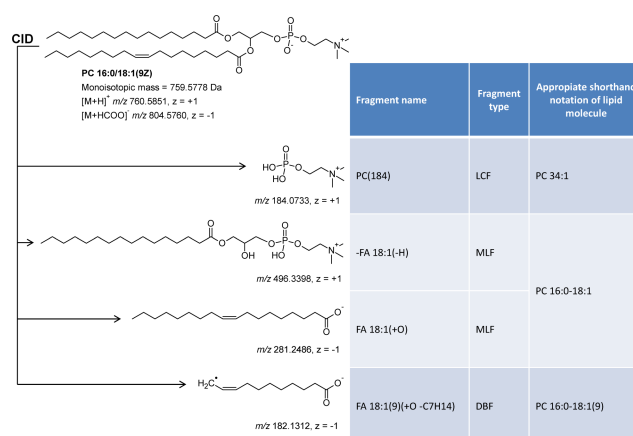 CID
PC 16:0/18:1(9Z)
Monoisotopic mass = 759.5778 Da
[M+H]⁺ m/z 760.5851, z = +1
[M+HCOO]⁻ m/z 804.5760, z = -1
m/z 184.0733, z = +1
m/z 496.3398, z = +1
m/z 281.2486, z = -1
m/z 182.1312, z = -1
Fragment name
Fragment
type
Appropiate shorthand
notation of lipid
molecule
PC(184)
LCF
PC 34:1
-FA 18:1(-H)
MLF
PC 16:0-18:1
FA 18:1(+O)
MLF
FA 18:1(9)(+O -C7H14)
DBF
PC 16:0-18:1(9)